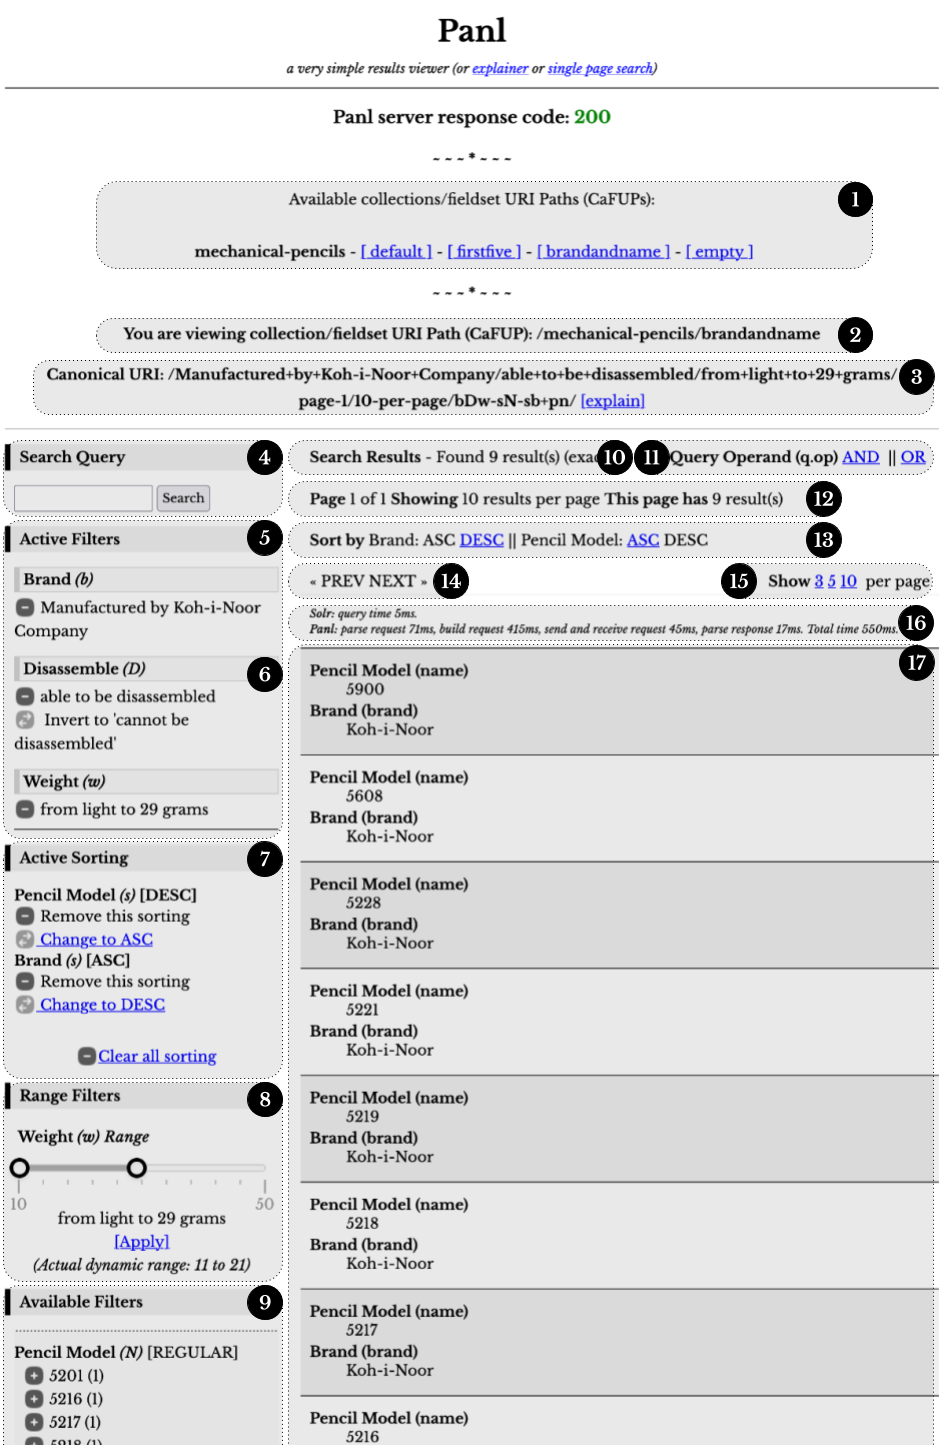 Panl
a very simple results viewer (or explainer or single page search)
Panl server response code: 200
~ ~ ~ * ~ ~ ~
Available collections/fieldset URI Paths (CaFUPs):
1
mechanical-pencils - [ default ] - [ firstfive ] - [ brandandname ] - [ empty ]
~ ~ ~ * ~ ~ ~
You are viewing collection/fieldset URI Path (CaFUP): /mechanical-pencils/brandandname
2
Canonical URI: /Manufactured+by+Koh-i-Noor+Company/able+to+be+disassembled/from+light+to+29+grams/
page-1/10-per-page/bDw-sN-sb+pn/ [explain]
3
Search Query
4
Search
Active Filters
5
Brand (b)
Manufactured by Koh-i-Noor
Company
Disassemble (D)
6
able to be disassembled
Invert to 'cannot be
disassembled'
Weight (w)
from light to 29 grams
Active Sorting
7
Pencil Model (s) [DESC]
Remove this sorting
Change to ASC
Brand (s) [ASC]
Remove this sorting
Change to DESC
Clear all sorting
Range Filters
8
Weight (w) Range
10 50
from light to 29 grams
[Apply]
(Actual dynamic range: 11 to 21)
Available Filters
9
Pencil Model (N) [REGULAR]
5201 (1)
5216 (1)
5217 (1)
5218 (1)
Search Results - Found 9 result(s) (exac
10
11
Query Operand (q.op) AND || OR
Page 1 of 1 Showing 10 results per page This page has 9 result(s)
12
Sort by Brand: ASC DESC || Pencil Model: ASC DESC
13
« PREV NEXT »
14
15
Show 3 5 10 per page
Solr: query time 5ms.
Panl: parse request 71ms, build request 415ms, send and receive request 45ms, parse response 17ms. Total time 550ms.
16
17
Pencil Model (name)
5900
Brand (brand)
Koh-i-Noor
Pencil Model (name)
5608
Brand (brand)
Koh-i-Noor
Pencil Model (name)
5228
Brand (brand)
Koh-i-Noor
Pencil Model (name)
5221
Brand (brand)
Koh-i-Noor
Pencil Model (name)
5219
Brand (brand)
Koh-i-Noor
Pencil Model (name)
5218
Brand (brand)
Koh-i-Noor
Pencil Model (name)
5217
Brand (brand)
Koh-i-Noor
Pencil Model (name)
5216